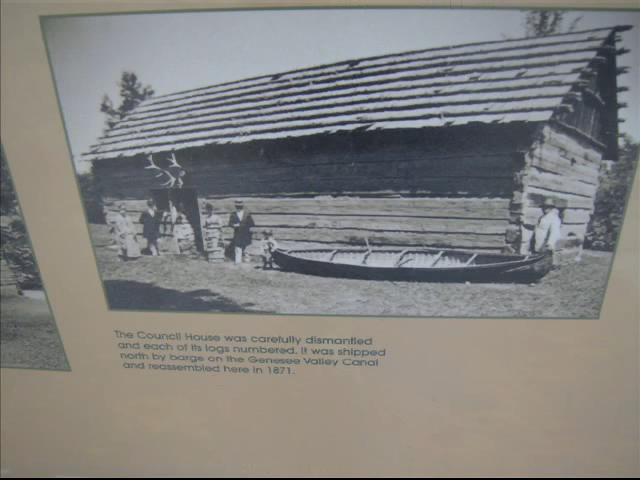 The Council House was carefully dismantled
and each of its logs numbered. It was shipped
north by barge on the Genesee Valley Canal
and reassembled here in 1871.